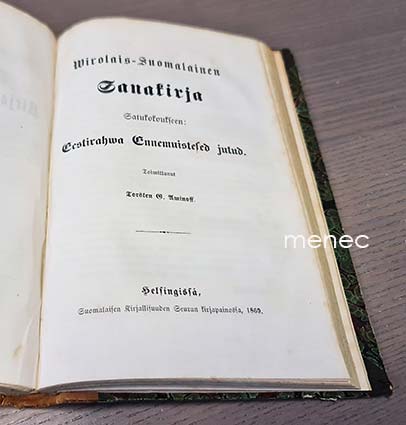 Wirolais-Suomalainen
Sanakirja
Satukokoukseen:
Eestirahwa Ennemuistesed jutud.
Toimittanut
Torsten G. Aminoff.
menec
Helsingissä,
Suomalaisen Kirjallisuuden Seuran kirjapainossa, 1869.